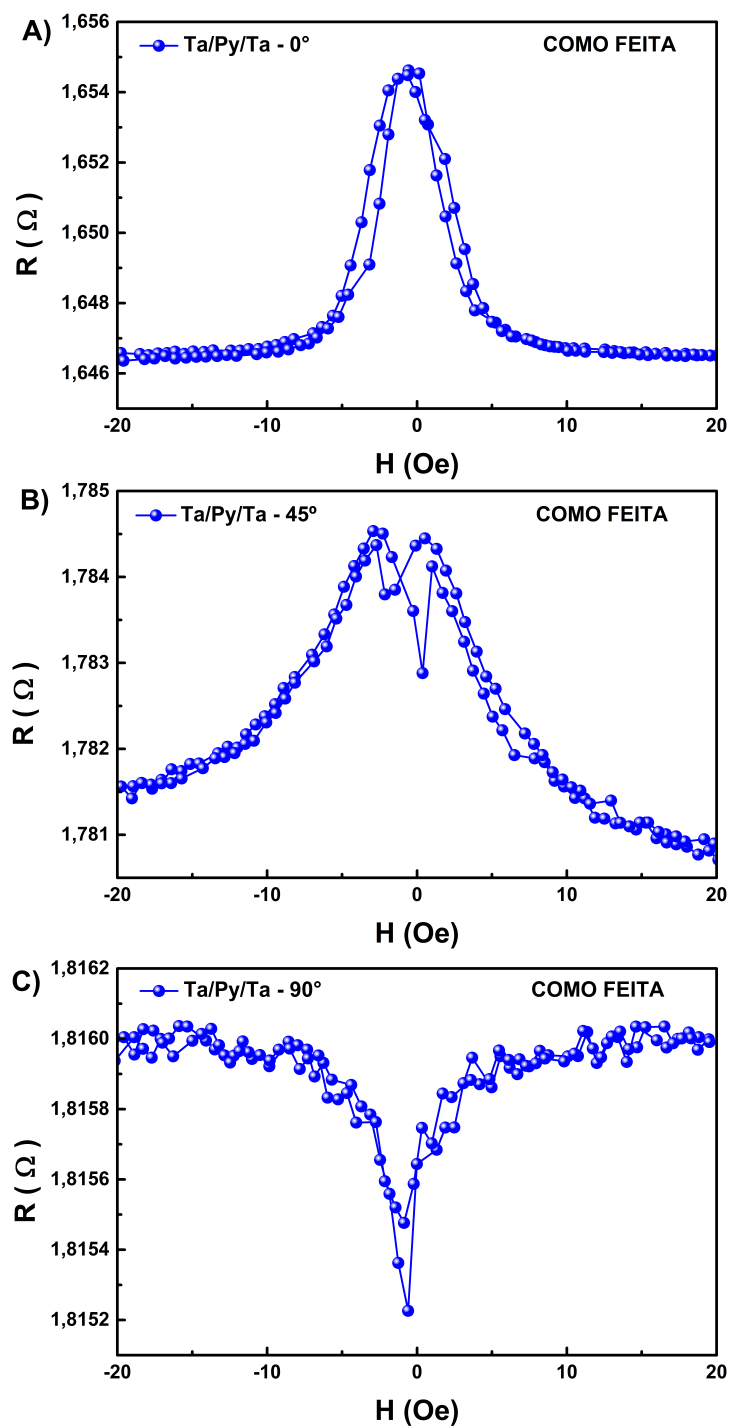 A)
Ta/Py/Ta - 0° COMO FEITA
1,656
1,654
1,652
1,650
1,648
1,646
R ( Ω )
-20 -10 0 10 20
H (Oe)
B)
Ta/Py/Ta - 45º COMO FEITA
1,785
1,784
1,783
1,782
1,781
R ( Ω )
-20 -10 0 10 20
H (Oe)
C)
Ta/Py/Ta - 90° COMO FEITA
1,8162
1,8160
1,8158
1,8156
1,8154
1,8152
R ( Ω )
-20 -10 0 10 20
H (Oe)